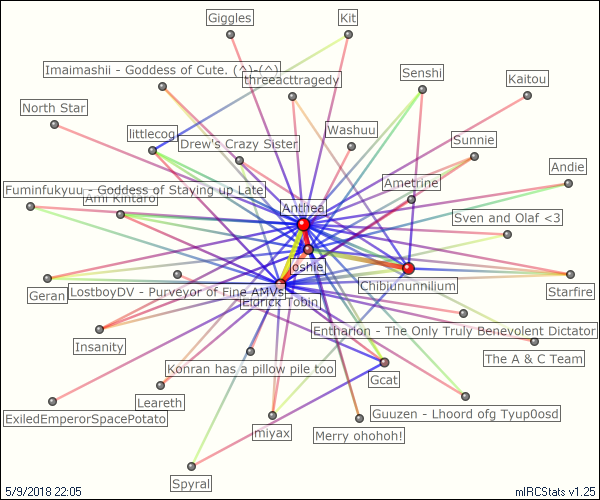 Giggles
Kit
Imaimashii - Goddess of Cute. (^)-(^)
threeacttragedy
Senshi
Kaitou
North Star
littlecog
Drew's Crazy Sister
Washuu
Sunnie
Andie
Fuminfukyuu - Goddess of Staying up Late
Ami Kintaro
Ametrine
Anthea
Sven and Olaf <3
Joshie
Geran
LostboyDV - Purveyor of Fine AMVs
Chibidhunnilium
Starfire
Eldrick Tobin
Entharion - The Only Truly Benevolent Dictator
Insanity
The A & C Team
Konran has a pillow pile too
Gcat
Leareth
ExiledEmperorSpacePotato
Guuzen - Lhoord ofg Tyup0osd
miyax
Merry ohohoh!
Spyral
5/9/2018 22:05
mIRCStats v1.25